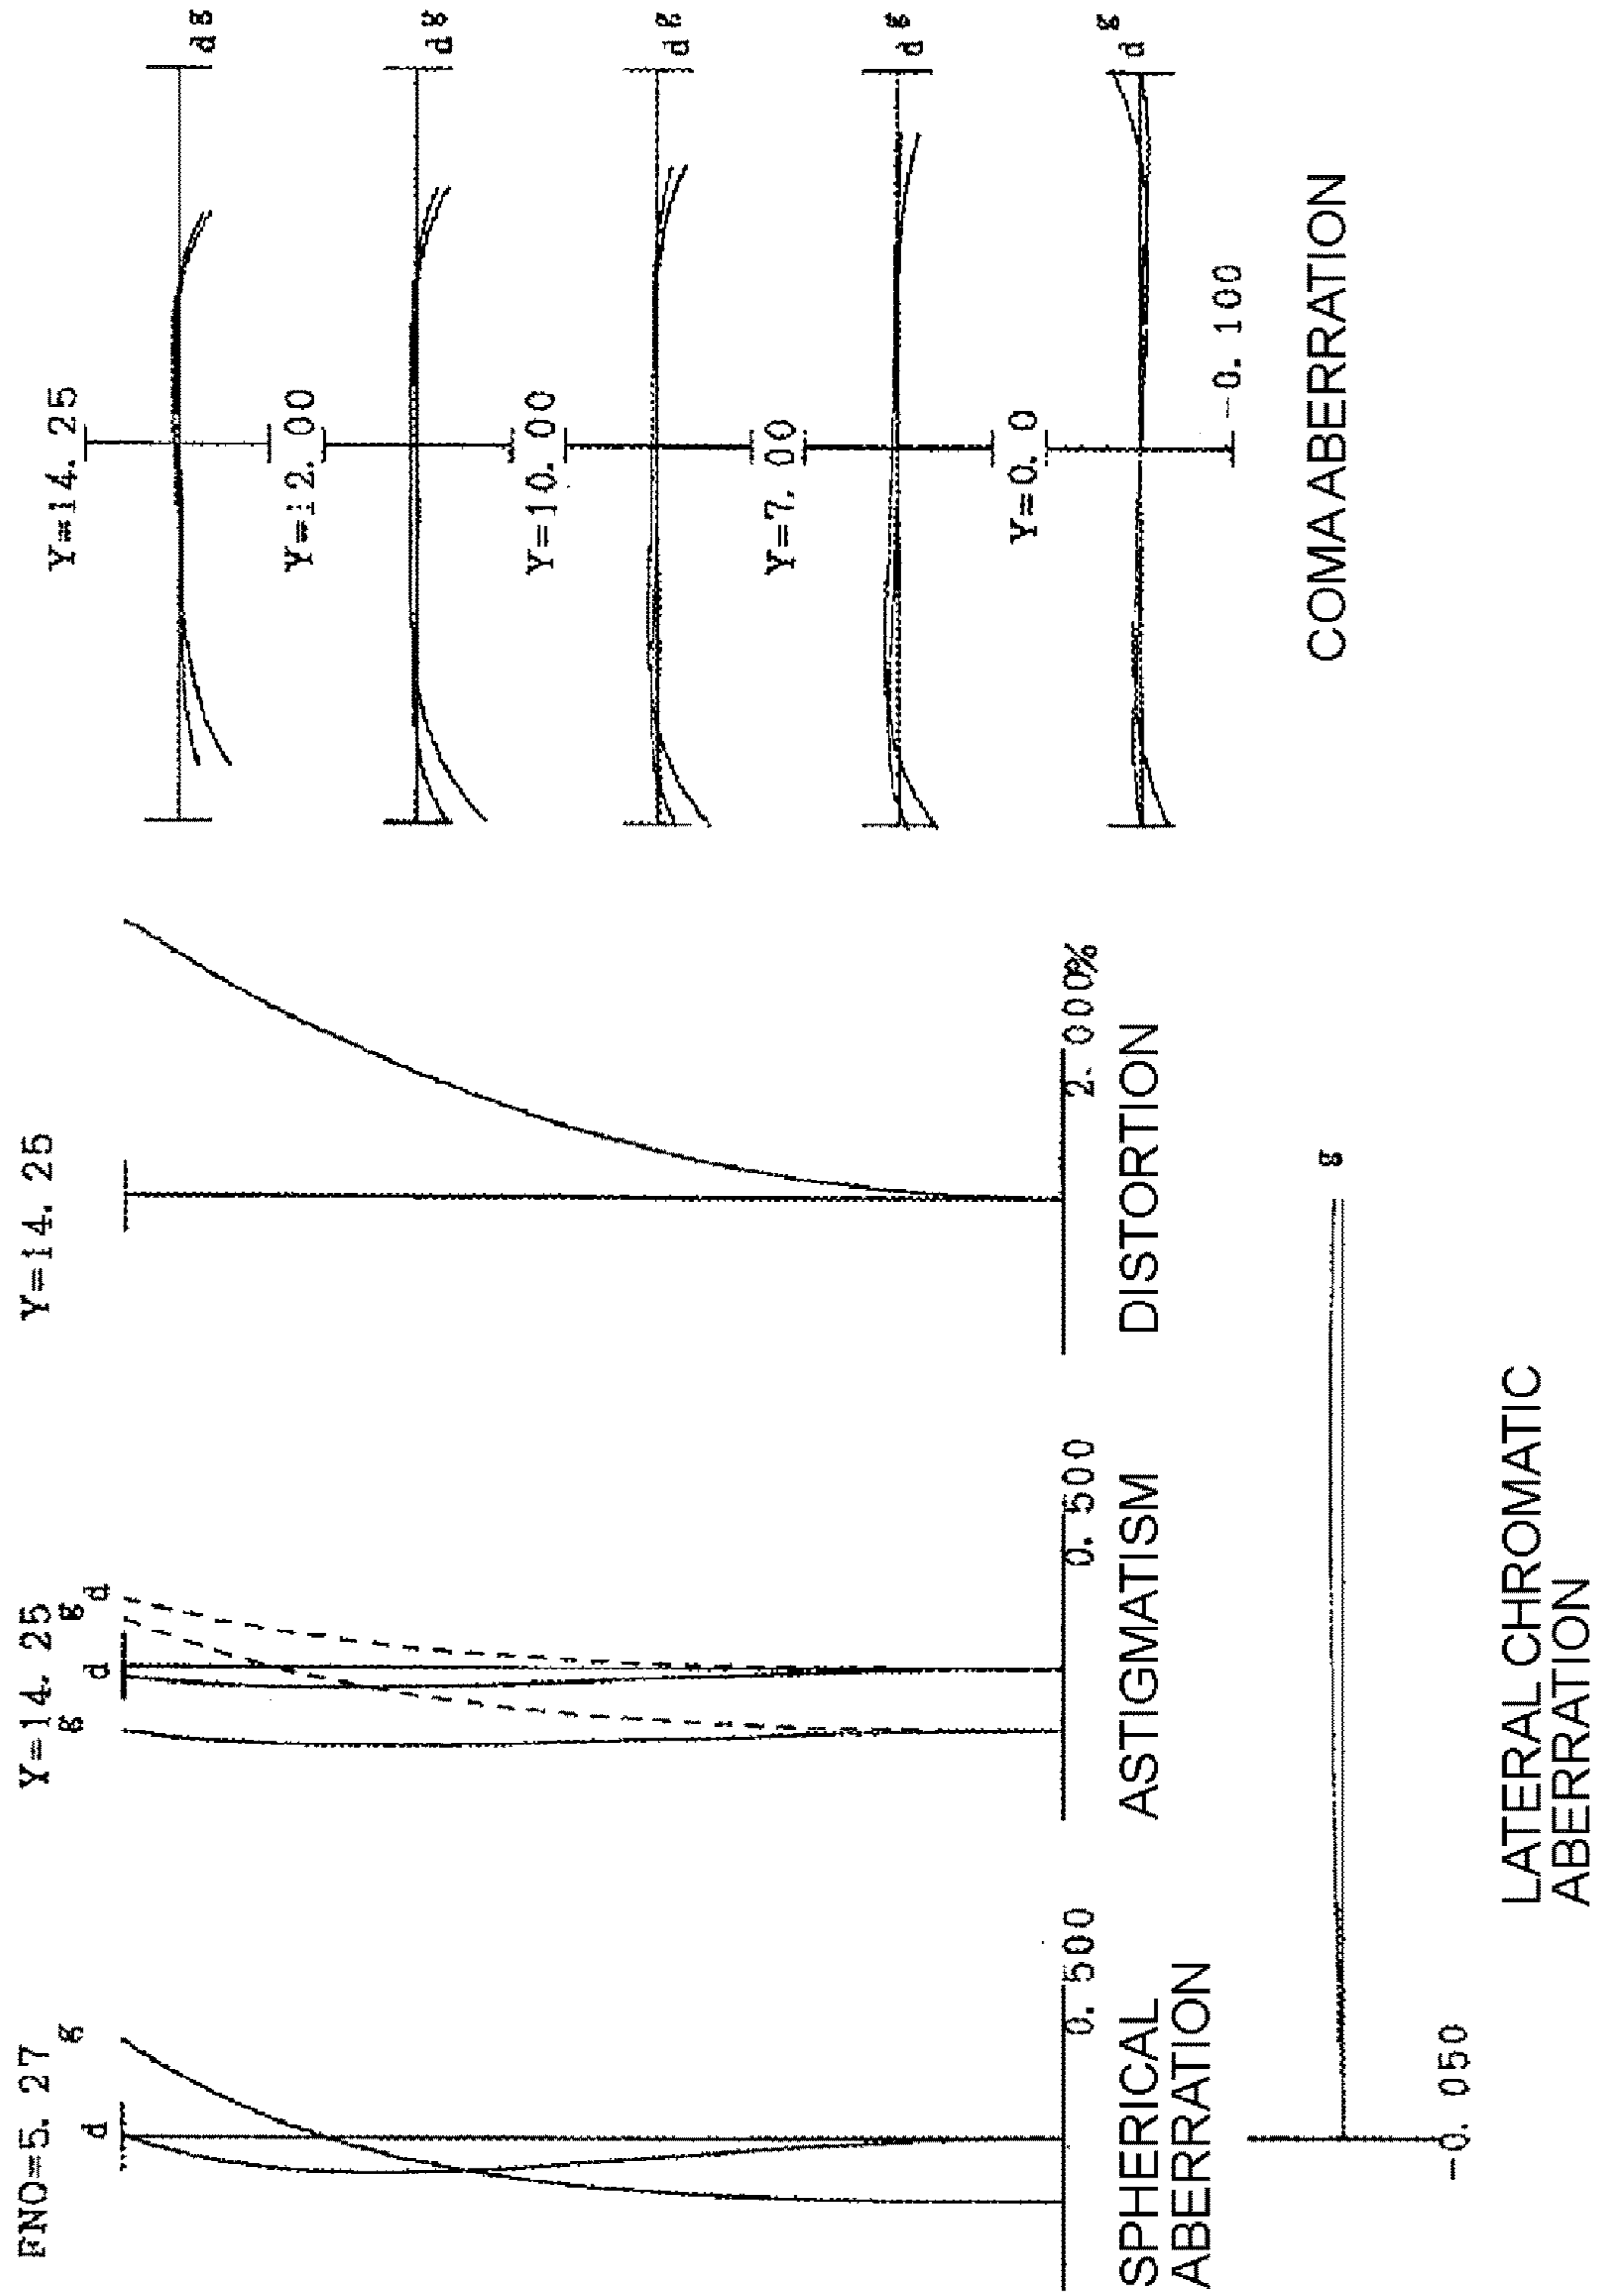 FNO=5. 27
g
d
0. 500
SPHERICAL
ABERRATION
Y=14. 25
g
d
g
d
0. 500
ASTIGMATISM
Y=14. 25
2. 000%
DISTORTION
Y=14. 25
d g
Y=12. 00
d g
Y=10. 00
d g
Y=7. 00
d g
Y=0. 0
d g
-0. 100
COMA ABERRATION
g
-0. 050
LATERAL CHROMATIC
ABERRATION